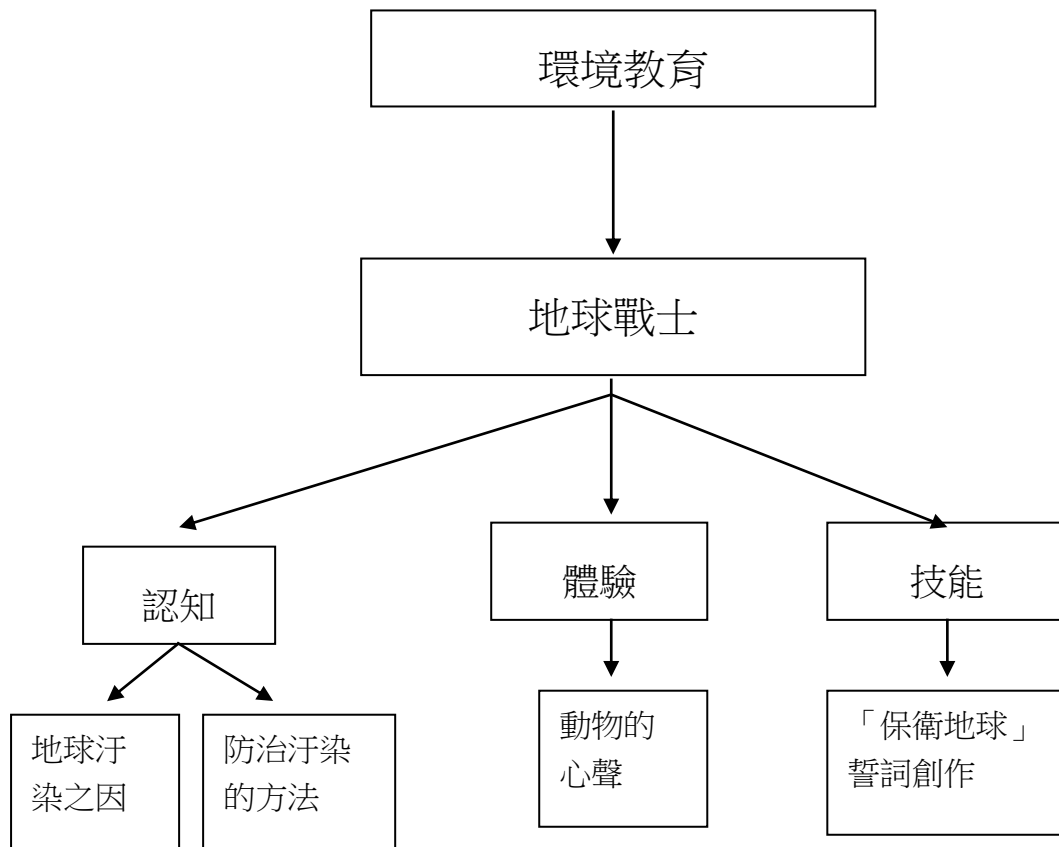 環境教育
地球戰士
認知
體驗
技能
地球汙
染之因
防治汙染
的方法
動物的
心聲
「保衛地球」
誓詞創作